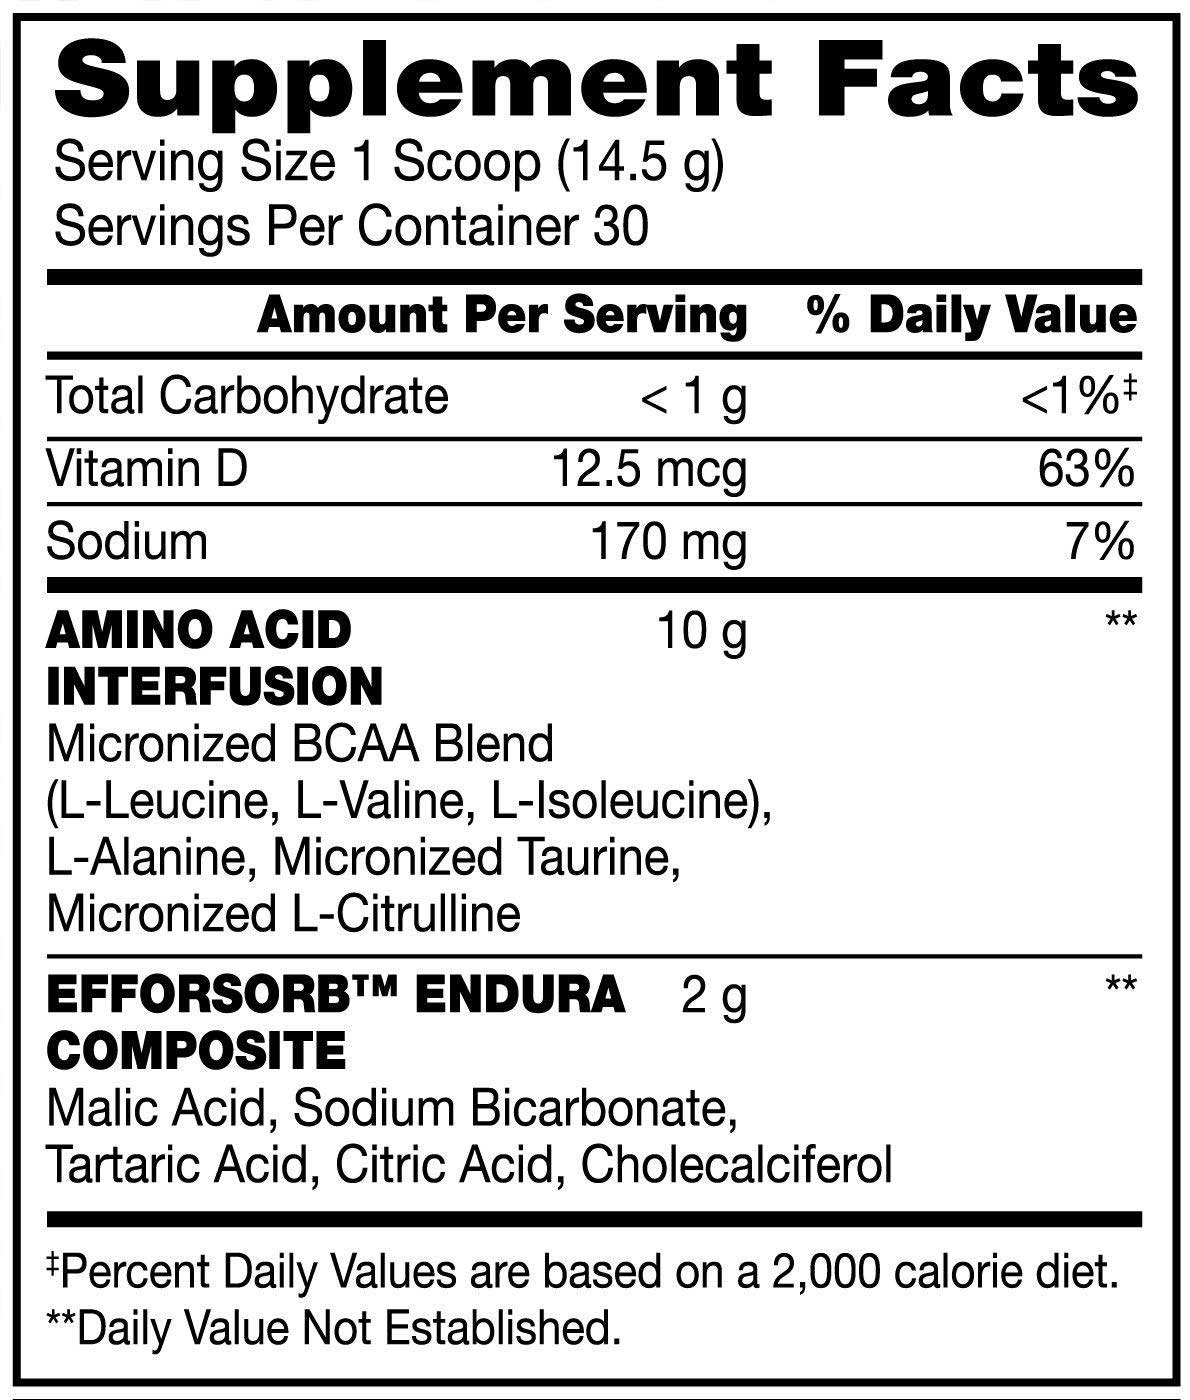 Supplement Facts
Serving Size 1 Scoop (14.5 g)
Servings Per Container 30
Amount Per Serving % Daily Value
Total Carbohydrate < 1 g <1%‡
Vitamin D 12.5 mcg 63%
Sodium 170 mg 7%
AMINO ACID 10 g **
INTERFUSION
Micronized BCAA Blend
(L-Leucine, L-Valine, L-Isoleucine),
L-Alanine, Micronized Taurine,
Micronized L-Citrulline
EFFORSORB™ ENDURA 2 g **
COMPOSITE
Malic Acid, Sodium Bicarbonate,
Tartaric Acid, Citric Acid, Cholecalciferol
‡Percent Daily Values are based on a 2,000 calorie diet.
**Daily Value Not Established.